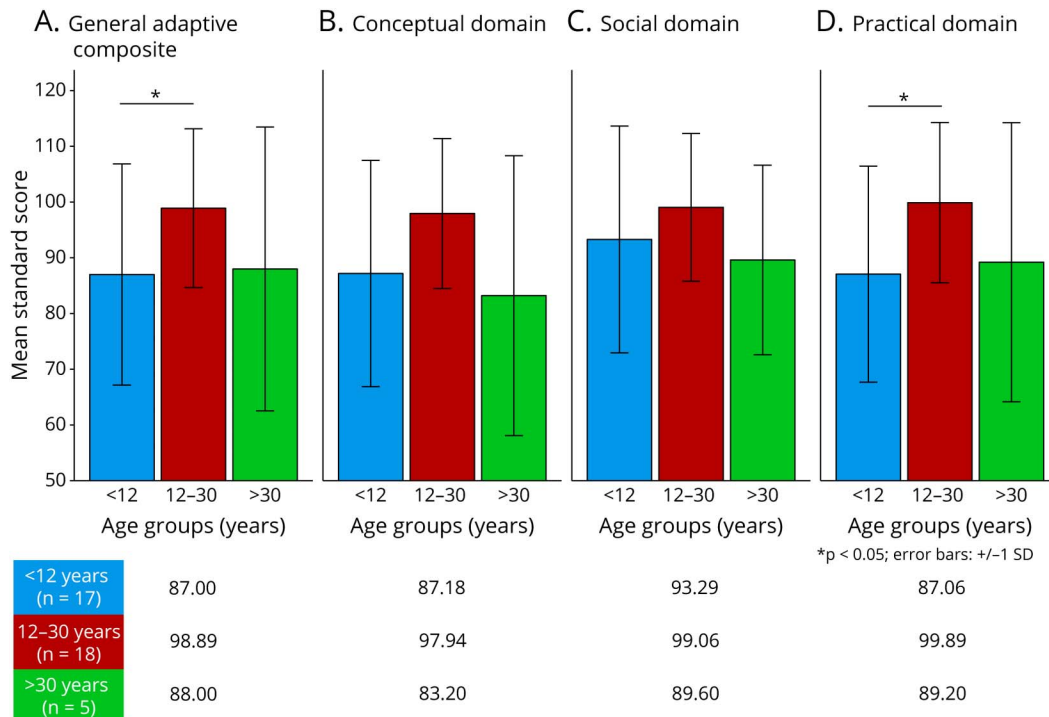 A. General adaptive
composite
B. Conceptual domain
C. Social domain
D. Practical domain
Mean standard score
120
110
100
90
80
70
60
50
*
*
<12 12–30 >30
<12 12–30 >30
<12 12–30 >30
<12 12–30 >30
Age groups (years)
Age groups (years)
Age groups (years)
Age groups (years)
*p < 0.05; error bars: +/–1 SD
<12 years
(n = 17)
87.00 87.18 93.29 87.06
12–30 years
(n = 18)
98.89 97.94 99.06 99.89
>30 years
(n = 5)
88.00 83.20 89.60 89.20